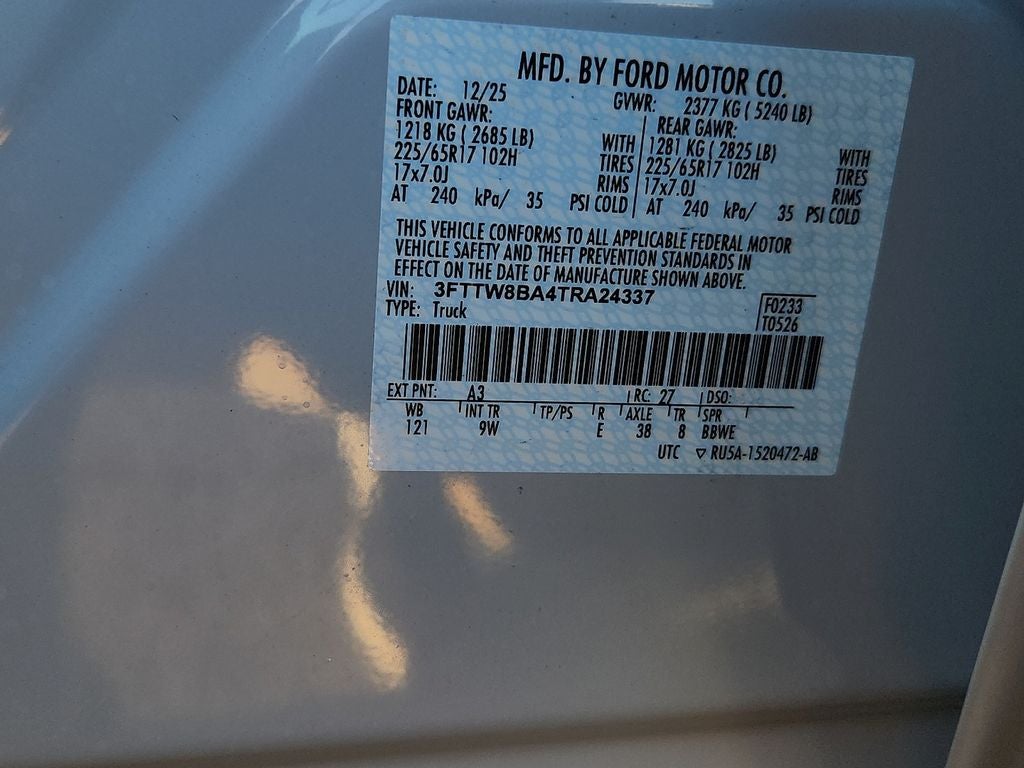 MFD. BY FORD MOTOR CO.
DATE: 12/25 GVWR: 2377 KG ( 5240 LB)
FRONT GAWR: REAR GAWR:
1218 KG ( 2685 LB) WITH 1281 KG ( 2825 LB) WITH
225/65R17 102H TIRES 225/65R17 102H TIRES
17x7.0J RIMS 17x7.0J RIMS
AT 240 kPa/ 35 PSI COLD AT 240 kPa/ 35 PSI COLD
THIS VEHICLE CONFORMS TO ALL APPLICABLE FEDERAL MOTOR
VEHICLE SAFETY AND THEFT PREVENTION STANDARDS IN
EFFECT ON THE DATE OF MANUFACTURE SHOWN ABOVE.
VIN: 3FTTW8BA4TRA24337 F0233
TYPE: Truck T0526
EXT PNT: A3 RC: 27 DSO:
WB INT TR TP/PS R AXLE TR SPR
121 9W E 38 8 BBWE
UTC ▽ RU5A-1520472-AB